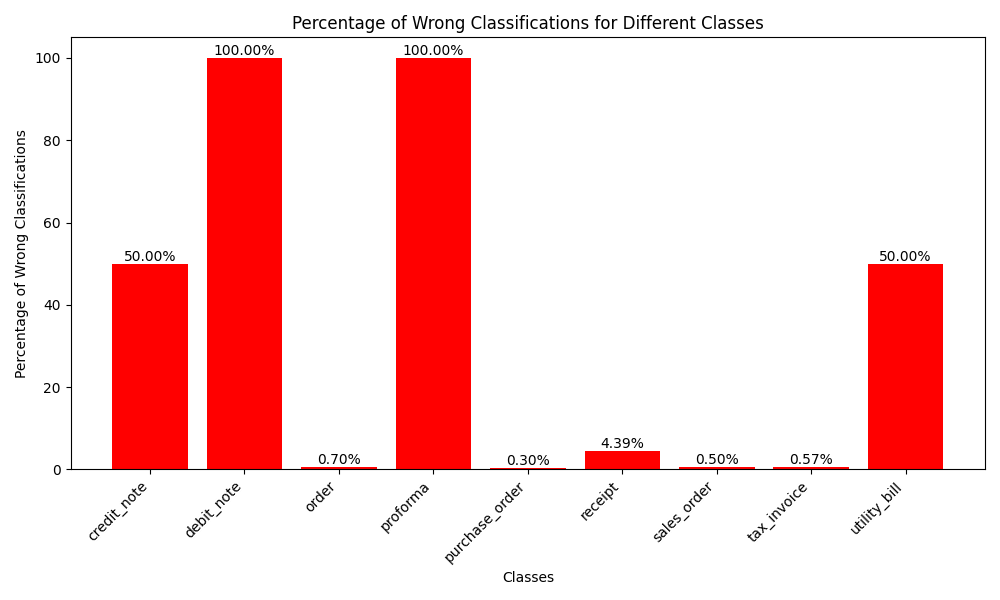 Percentage of Wrong Classifications for Different Classes
Percentage of Wrong Classifications
100
80
60
40
20
0
50.00%
100.00%
0.70%
100.00%
0.30%
4.39%
0.50%
0.57%
50.00%
credit_note
debit_note
order
proforma
purchase_order
receipt
sales_order
tax_invoice
utility_bill
Classes